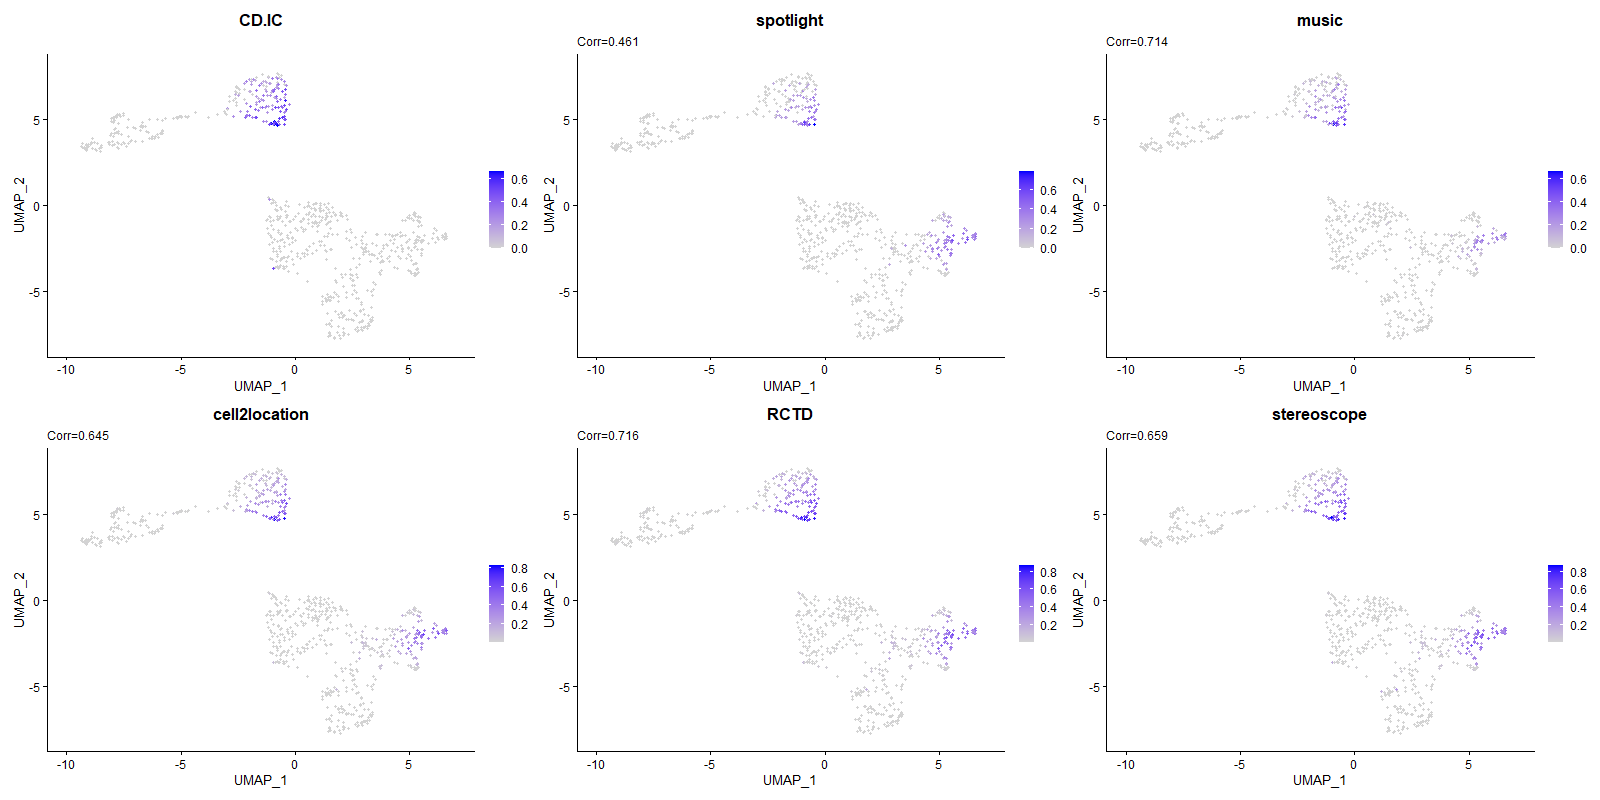 CD.IC
UMAP_2
5
0
-5
-10
-5
0
5
UMAP_1
0.6
0.4
0.2
0.0
spotlight
Corr=0.461
UMAP_2
5
0
-5
-10
-5
0
5
UMAP_1
0.6
0.4
0.2
0.0
music
Corr=0.714
UMAP_2
5
0
-5
-10
-5
0
5
UMAP_1
0.6
0.4
0.2
0.0
cell2location
Corr=0.645
UMAP_2
5
0
-5
-10
-5
0
5
UMAP_1
0.8
0.6
0.4
0.2
RCTD
Corr=0.716
UMAP_2
5
0
-5
-10
-5
0
5
UMAP_1
0.8
0.6
0.4
0.2
stereoscope
Corr=0.659
UMAP_2
5
0
-5
-10
-5
0
5
UMAP_1
0.8
0.6
0.4
0.2